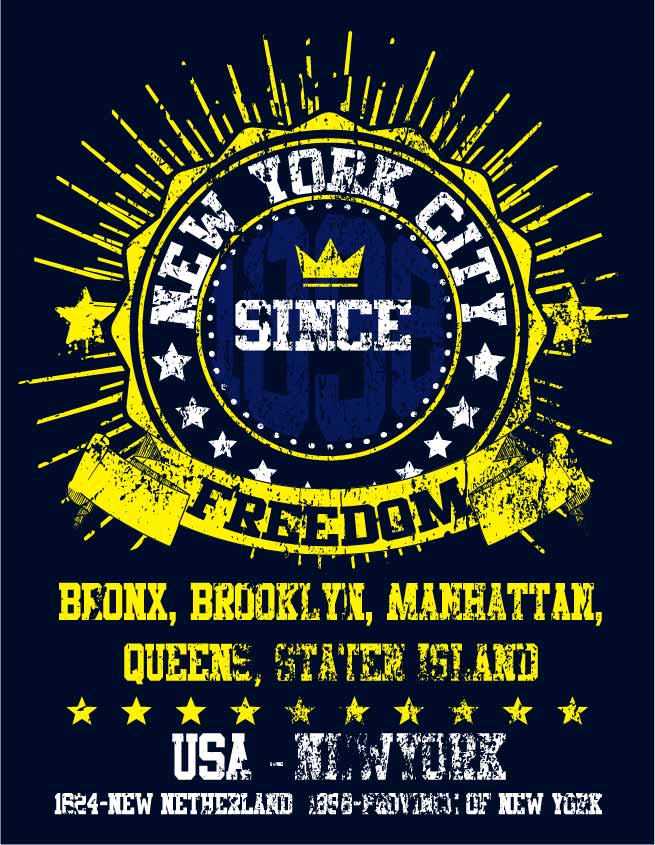 NEW YORK CITY
1898
SINCE
FREEDOM
BRONX, BROOKLYN, MANHATTAN,
QUEENS, STATEN ISLAND
USA - NEWYORK
1624-NEW NETHERLAND 1898-PROVINCE OF NEW YORK